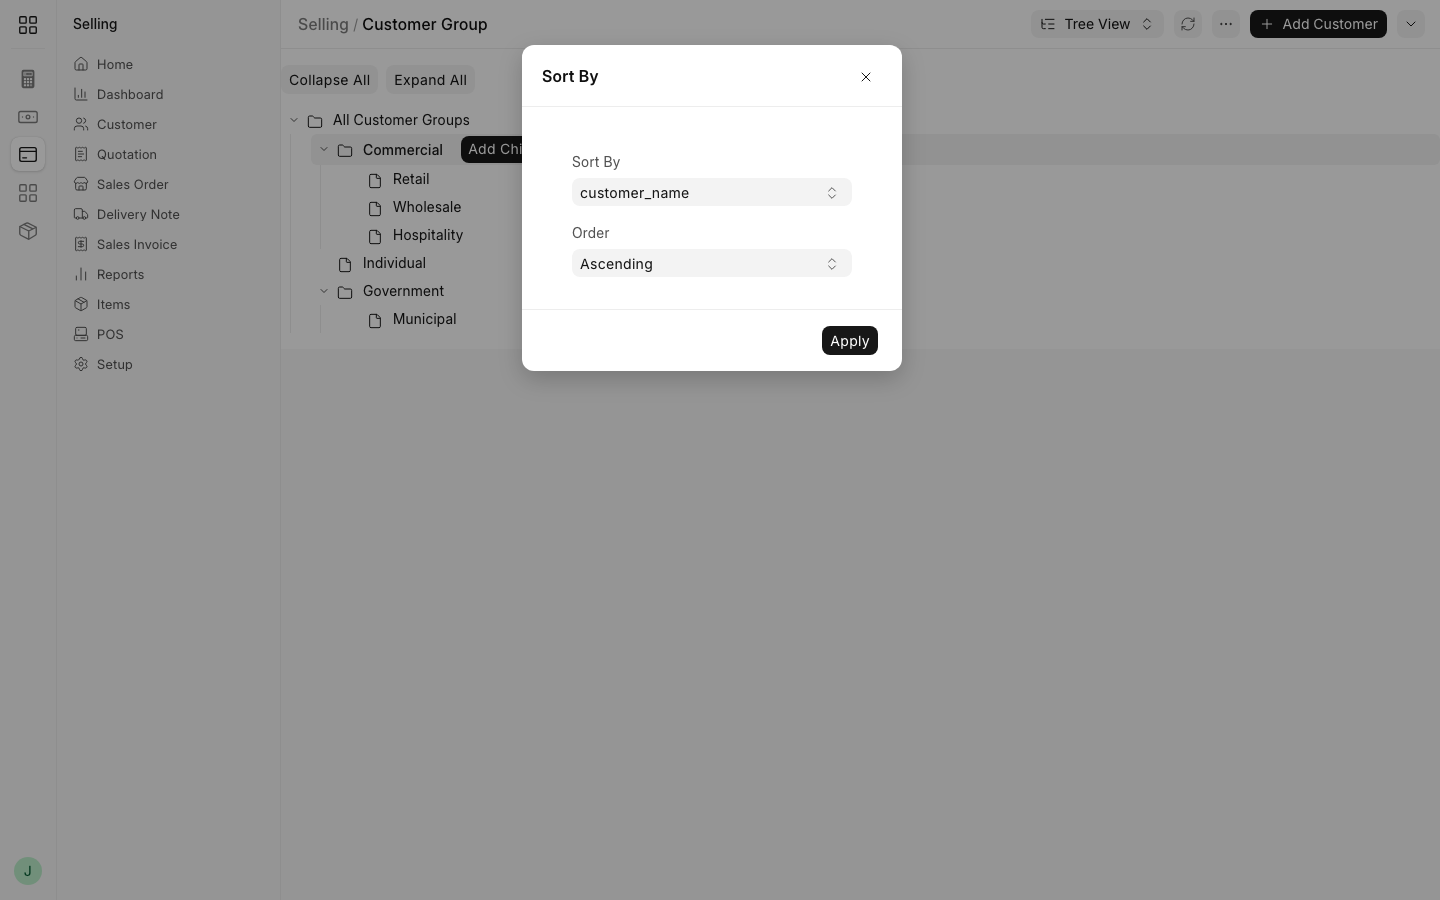 Selling
Home
Dashboard
Customer
Quotation
Sales Order
Delivery Note
Sales Invoice
Reports
Items
POS
Setup
J
Selling / Customer Group
Tree View
Add Customer
Collapse All
Expand All
All Customer Groups
Commercial
Add Chi
Retail
Wholesale
Hospitality
Individual
Government
Municipal
Sort By
Sort By
customer_name
Order
Ascending
Apply